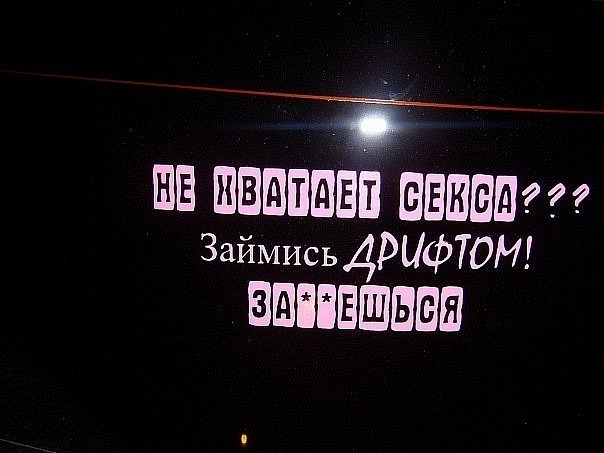 НЕ ХВАТАЕТ СЕКСА???
Займись ДРИФТОМ!
ЗА**ЕШЬСЯ